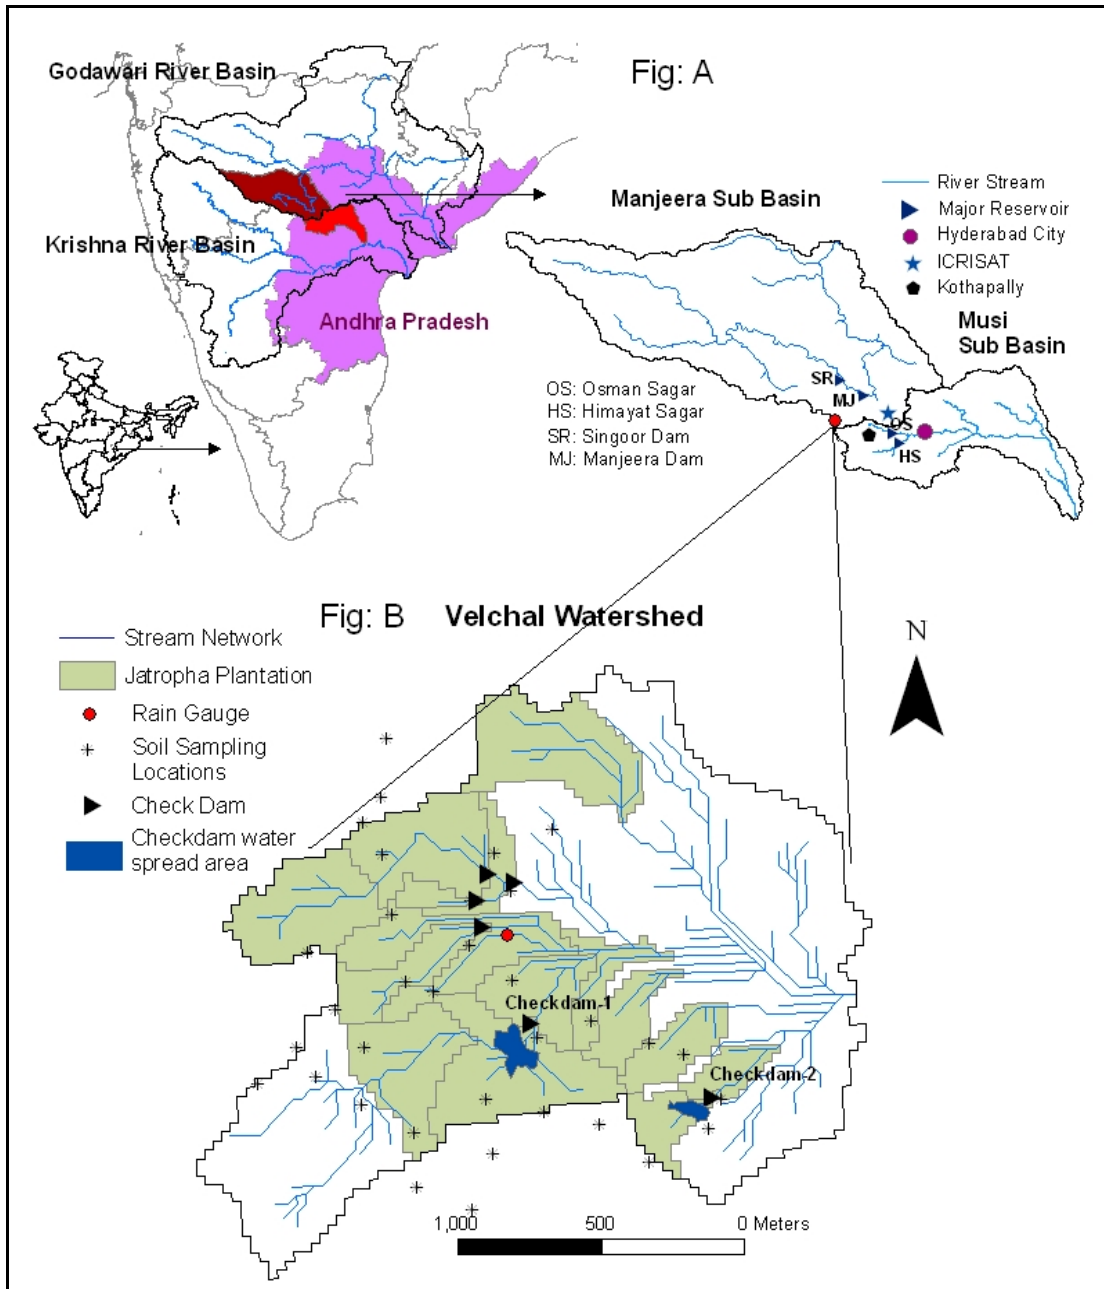 Godawari River Basin
Fig: A
Krishna River Basin
Andhra Pradesh
Manjeera Sub Basin
River Stream
Major Reservoir
Hyderabad City
ICRISAT
Kothapally
Musi
Sub Basin
SR
MJ
OS
HS
OS: Osman Sagar
HS: Himayat Sagar
SR: Singoor Dam
MJ: Manjeera Dam
Fig: B Velchal Watershed
N
Stream Network
Jatropha Plantation
Rain Gauge
Soil Sampling
Locations
Check Dam
Checkdam water
spread area
Checkdam-1
Checkdam-2
1,000 500 0 Meters